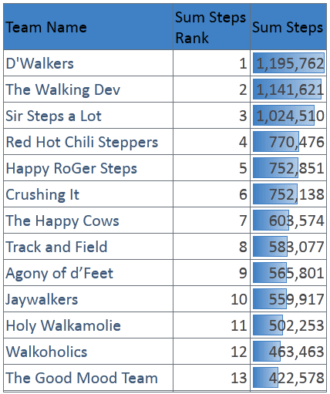 Team Name Sum Steps Rank Sum Steps
D'Walkers 1 1,195,762
The Walking Dev 2 1,141,621
Sir Steps a Lot 3 1,024,510
Red Hot Chili Steppers 4 770,476
Happy RoGer Steps 5 752,851
Crushing It 6 752,138
The Happy Cows 7 603,574
Track and Field 8 583,077
Agony of d’Feet 9 565,801
Jaywalkers 10 559,917
Holy Walkamolie 11 502,253
Walkoholics 12 463,463
The Good Mood Team 13 422,578